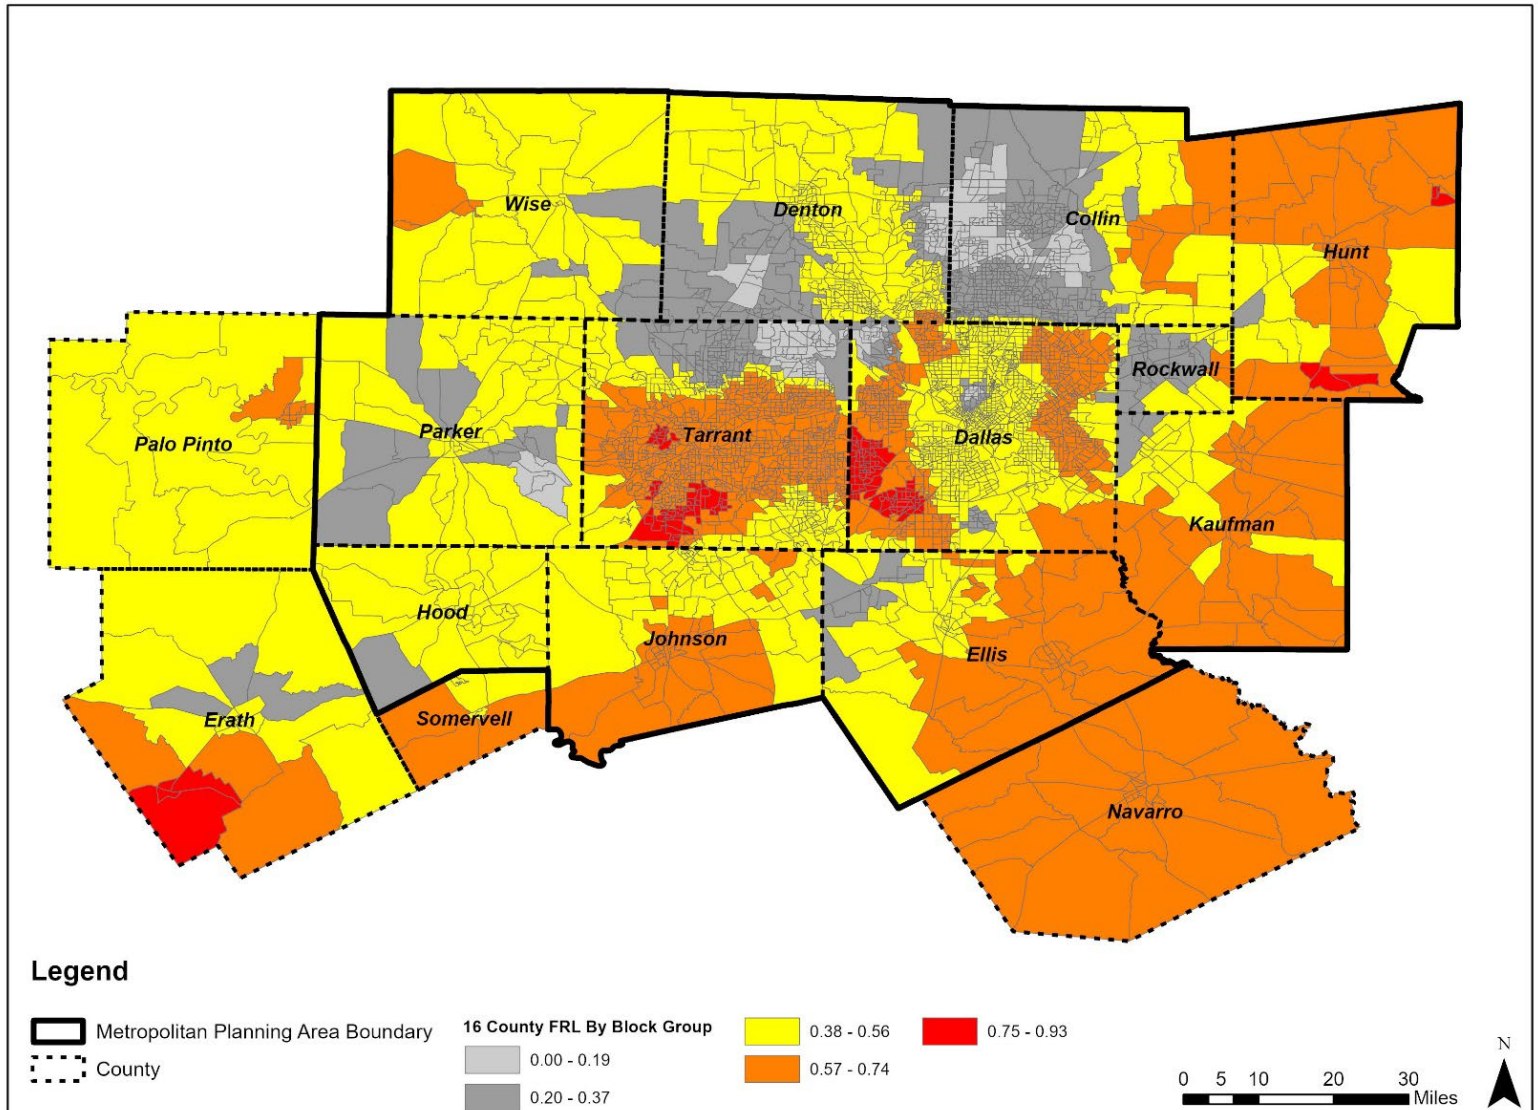 Wise
Denton
Collin
Hunt
Rockwall
Palo Pinto
Parker
Tarrant
Dallas
Kaufman
Hood
Johnson
Ellis
Erath
Somervell
Navarro
Legend
Metropolitan Planning Area Boundary
County
16 County FRL By Block Group
0.00 - 0.19
0.20 - 0.37
0.38 - 0.56
0.57 - 0.74
0.75 - 0.93
N
0 5 10 20 30
Miles